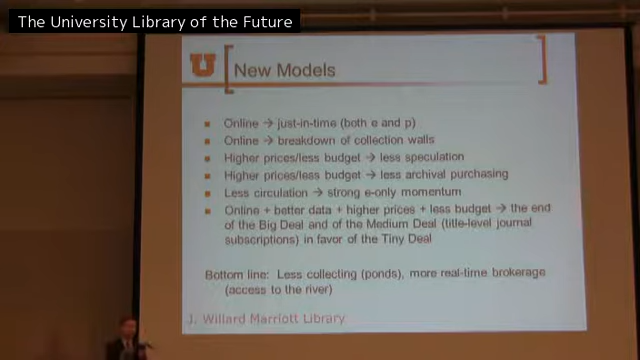 The University Library of the Future
U
New Models
Online → just-in-time (both e and p)
Online → breakdown of collection walls
Higher prices/less budget → less speculation
Higher prices/less budget → less archival purchasing
Less circulation → strong e-only momentum
Online + better data + higher prices + less budget → the end
of the Big Deal and of the Medium Deal (title-level journal
subscriptions) in favor of the Tiny Deal
Bottom line: Less collecting (ponds), more real-time brokerage
(access to the river)
J. Willard Marriott Library